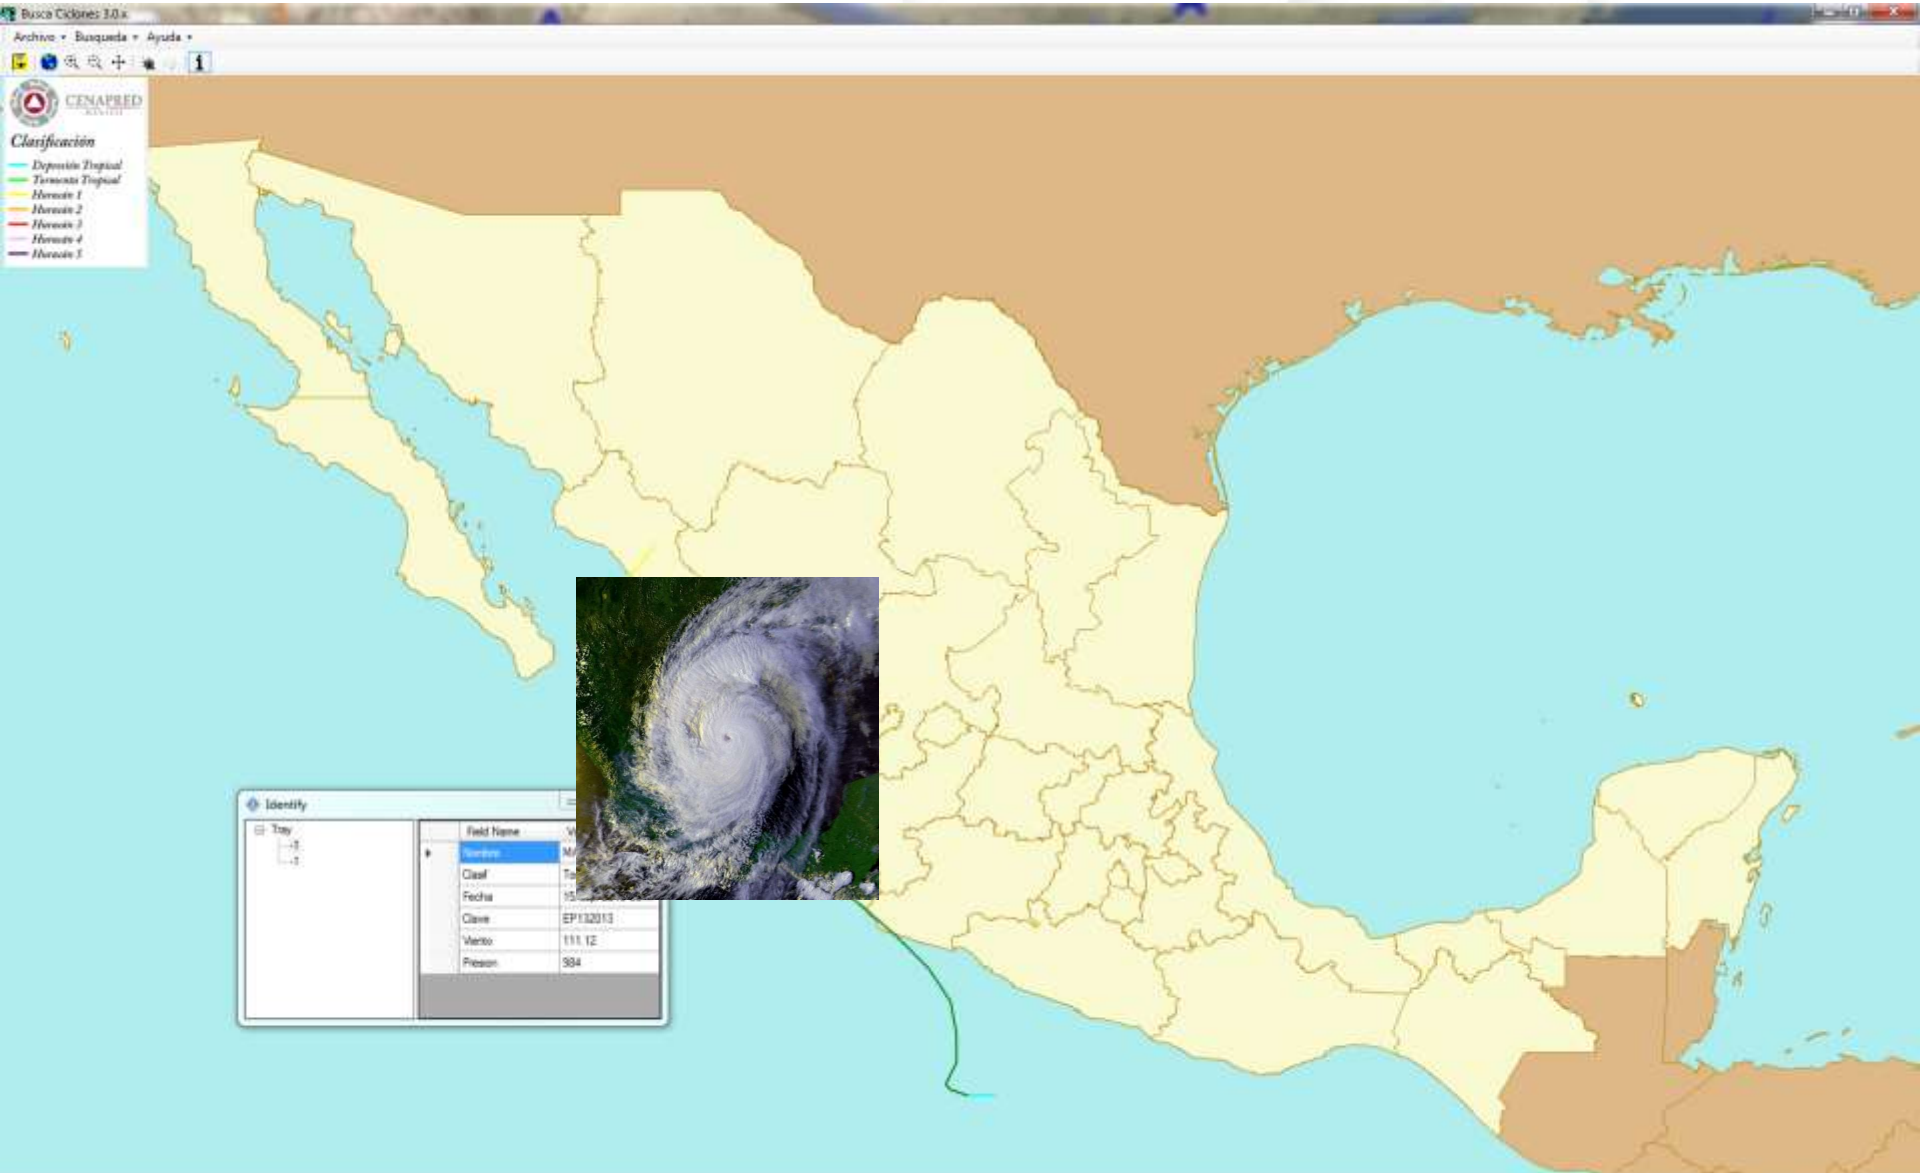 Busca Ciclones 3.0.x
Archivo Busqueda Ayuda
CENAPRED
Clasificación
Depresión Tropical
Tormenta Tropical
Huracán 1
Huracán 2
Huracán 3
Huracán 4
Huracán 5
Identify
Tray
Field Name
Nombre
Clasif
Fecha 15
Clave EP132013
Viento 111.12
Presion 984